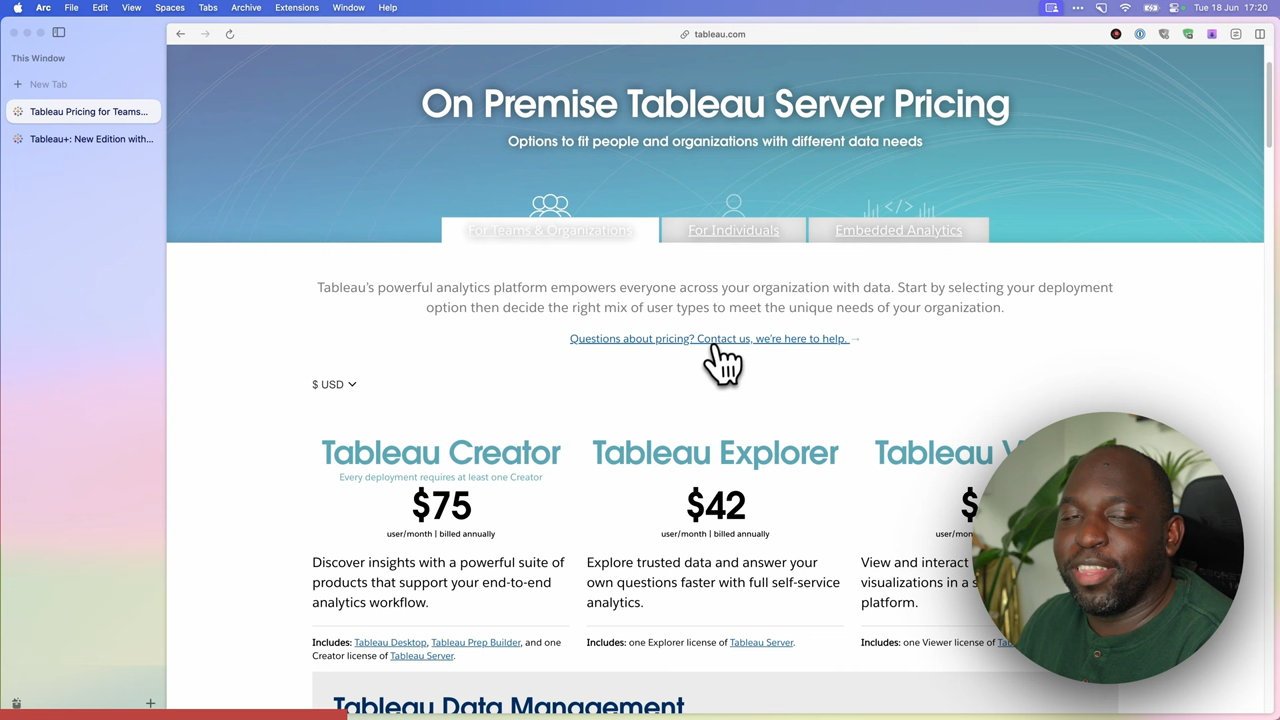 Arc File Edit View Spaces Tabs Archive Extensions Window Help
Tue 18 Jun 17:20
tableau.com
This Window
New Tab
Tableau Pricing for Teams...
Tableau+: New Edition with...
On Premise Tableau Server Pricing
Options to fit people and organizations with different data needs
For Teams & Organizations For Individuals Embedded Analytics
Tableau's powerful analytics platform empowers everyone across your organization with data. Start by selecting your deployment
option then decide the right mix of user types to meet the unique needs of your organization.
Questions about pricing? Contact us, we're here to help. →
$ USD
Tableau Creator
Every deployment requires at least one Creator
$75
user/month | billed annually
Discover insights with a powerful suite of
products that support your end-to-end
analytics workflow.
Includes: Tableau Desktop, Tableau Prep Builder, and one
Creator license of Tableau Server.
Tableau Explorer
$42
user/month | billed annually
Explore trusted data and answer your
own questions faster with full self-service
analytics.
Includes: one Explorer license of Tableau Server.
Tableau
$
View and interact
visualizations in a
platform.
Includes: one Viewer license of
Tableau Data Management